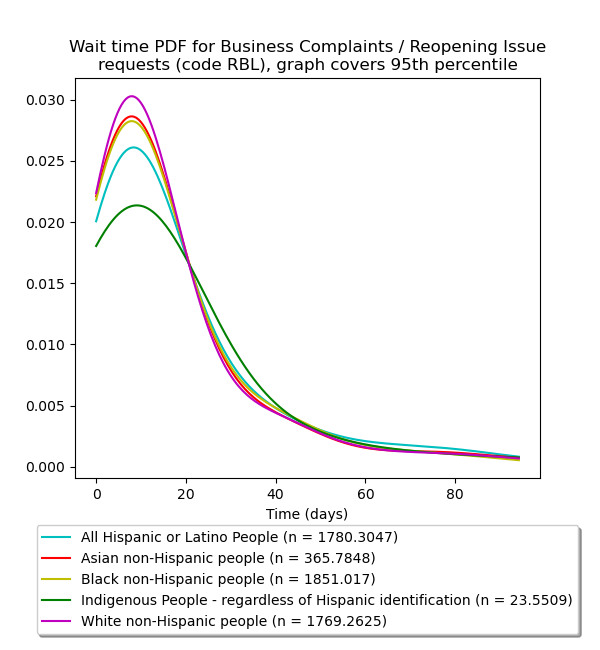 Wait time PDF for Business Complaints / Reopening Issue
requests (code RBL), graph covers 95th percentile
0.030
0.025
0.020
0.015
0.010
0.005
0.000
0 20 40 60 80
Time (days)
All Hispanic or Latino People (n = 1780.3047)
Asian non-Hispanic people (n = 365.7848)
Black non-Hispanic people (n = 1851.017)
Indigenous People - regardless of Hispanic identification (n = 23.5509)
White non-Hispanic people (n = 1769.2625)